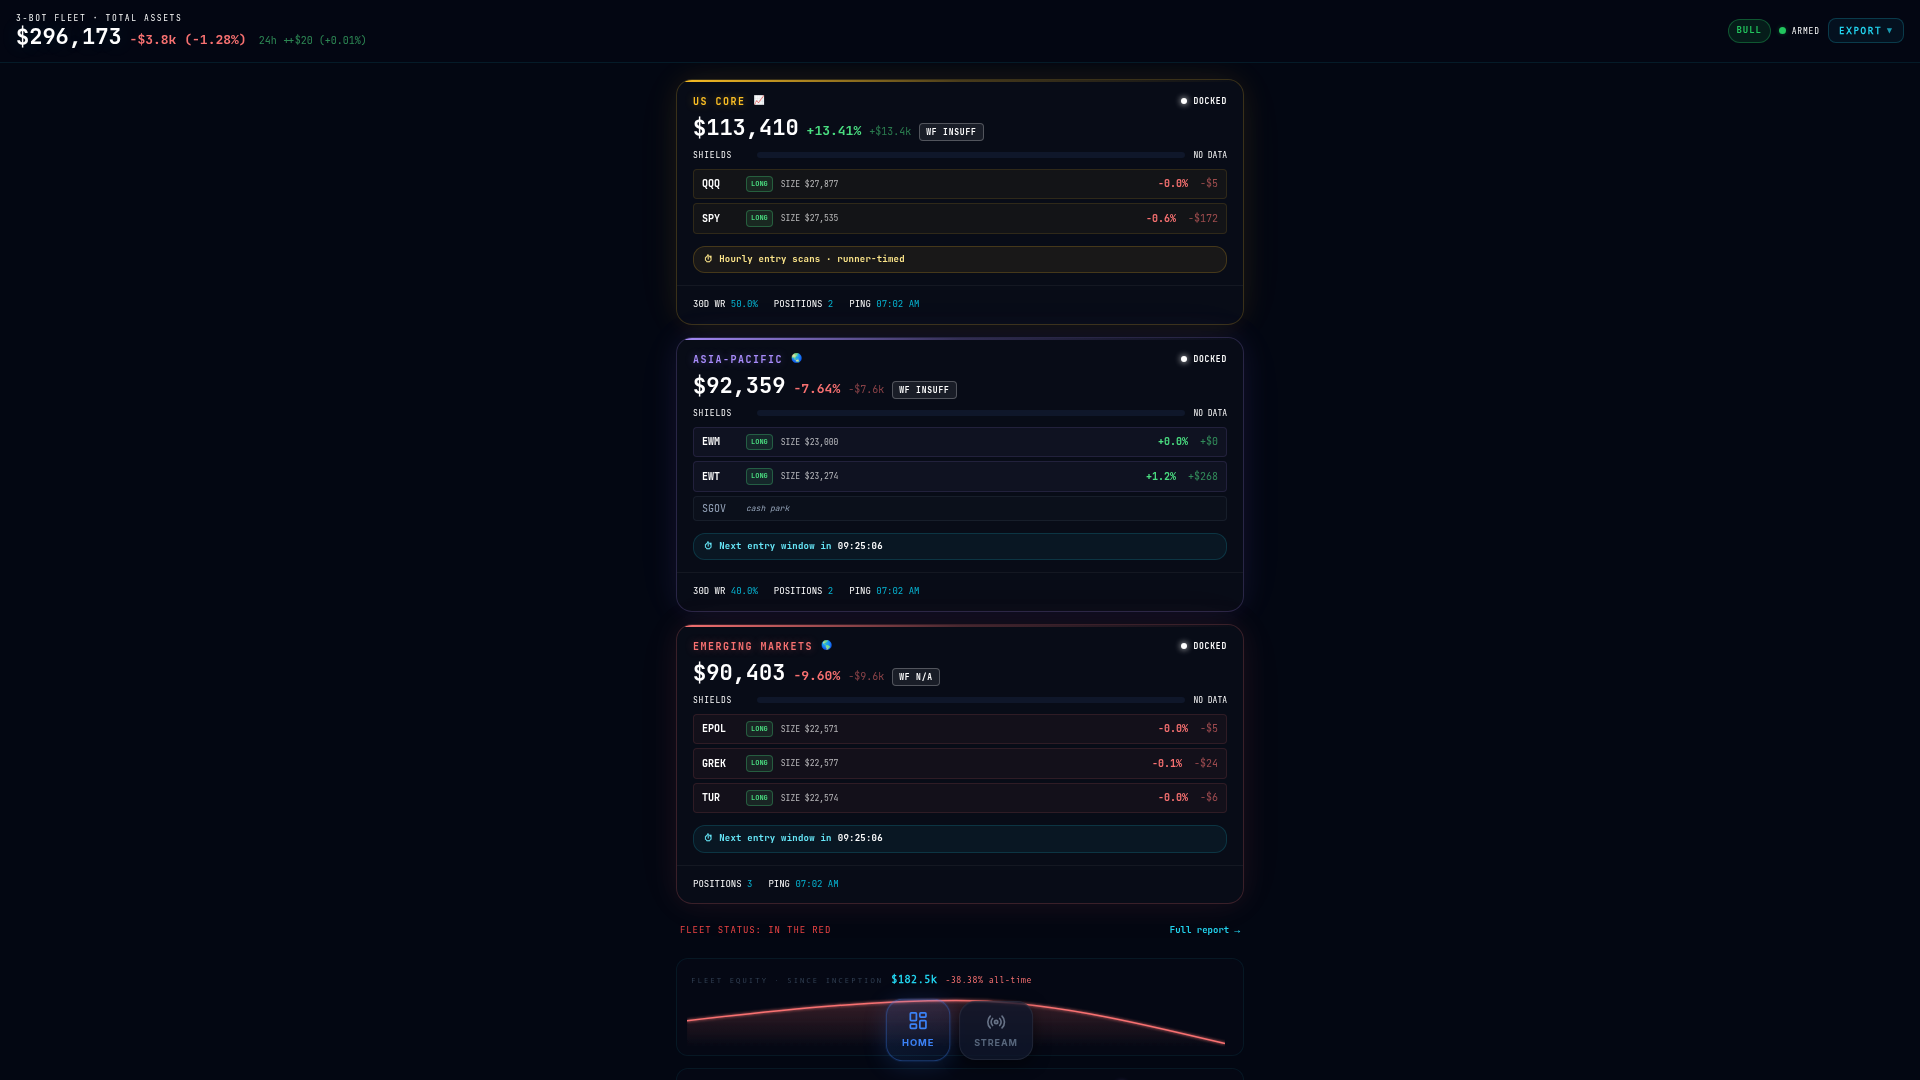 3-BOT FLEET · TOTAL ASSETS
$296,173 -$3.8k (-1.28%) 24h ++$20 (+0.01%)
BULL ARMED EXPORT ▾
US CORE DOCKED
$113,410 +13.41% +$13.4k WF INSUFF
SHIELDS NO DATA
QQQ LONG SIZE $27,877 -0.0% -$5
SPY LONG SIZE $27,535 -0.6% -$172
Hourly entry scans · runner-timed
30D WR 50.0% POSITIONS 2 PING 07:02 AM
ASIA-PACIFIC DOCKED
$92,359 -7.64% -$7.6k WF INSUFF
SHIELDS NO DATA
EWM LONG SIZE $23,000 +0.0% +$0
EWT LONG SIZE $23,274 +1.2% +$268
SGOV cash park
Next entry window in 09:25:06
30D WR 40.0% POSITIONS 2 PING 07:02 AM
EMERGING MARKETS DOCKED
$90,403 -9.60% -$9.6k WF N/A
SHIELDS NO DATA
EPOL LONG SIZE $22,571 -0.0% -$5
GREK LONG SIZE $22,577 -0.1% -$24
TUR LONG SIZE $22,574 -0.0% -$6
Next entry window in 09:25:06
POSITIONS 3 PING 07:02 AM
FLEET STATUS: IN THE RED Full report →
FLEET EQUITY · SINCE INCEPTION $182.5k -38.38% all-time
HOME STREAM